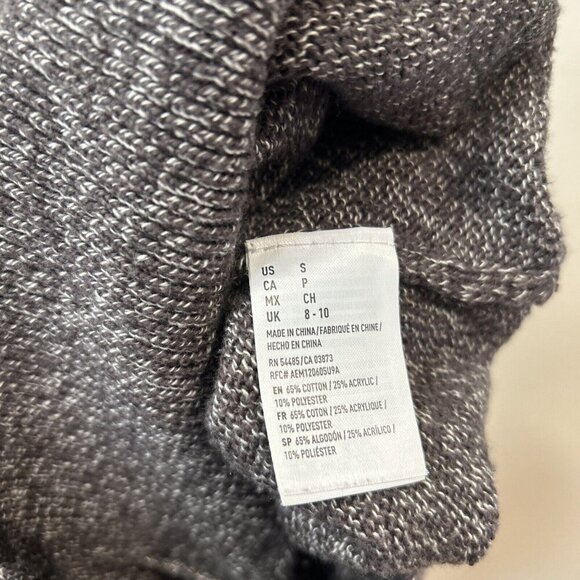 US S
CA P
MX CH
UK 8 - 10
MADE IN CHINA/FABRIQUÉ EN CHINE/
HECHO EN CHINA
RN 54485/CA 03873
RFC# AEM120605U9A
EN 65% COTTON / 25% ACRYLIC /
10% POLYESTER
FR 65% COTON / 25% ACRYLIQUE /
10% POLYESTER
SP 65% ALGODÓN / 25% ACRÍLICO /
10% POLIÉSTER